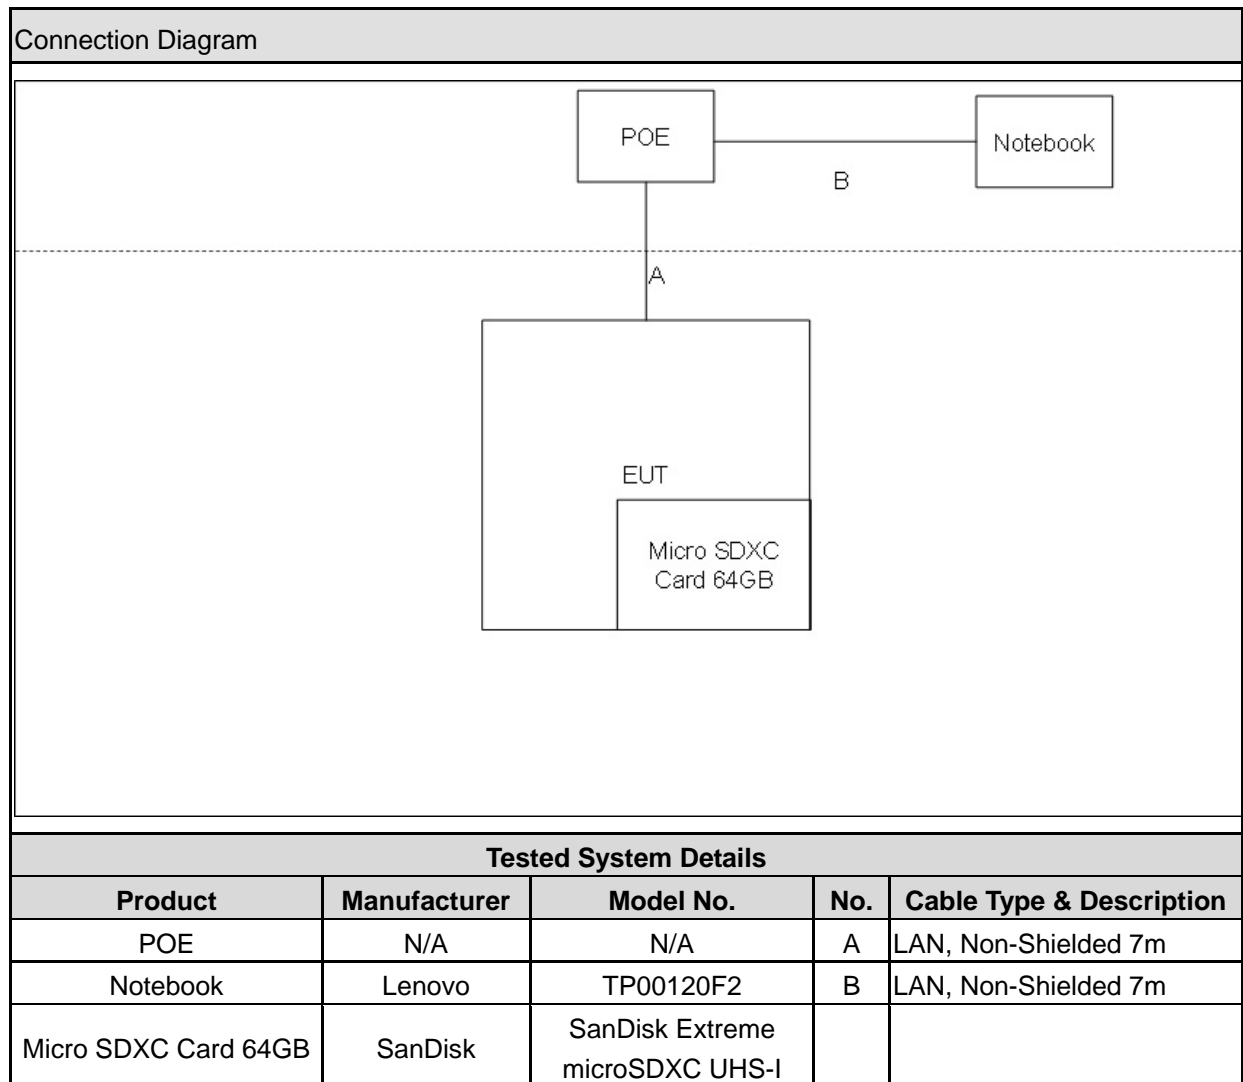 Connection Diagram
POE
Notebook
B
A
EUT
Micro SDXC
Card 64GB
Tested System Details
Product Manufacturer Model No. No. Cable Type & Description
POE N/A N/A A LAN, Non-Shielded 7m
Notebook Lenovo TP00120F2 B LAN, Non-Shielded 7m
Micro SDXC Card 64GB SanDisk SanDisk Extreme
microSDXC UHS-I